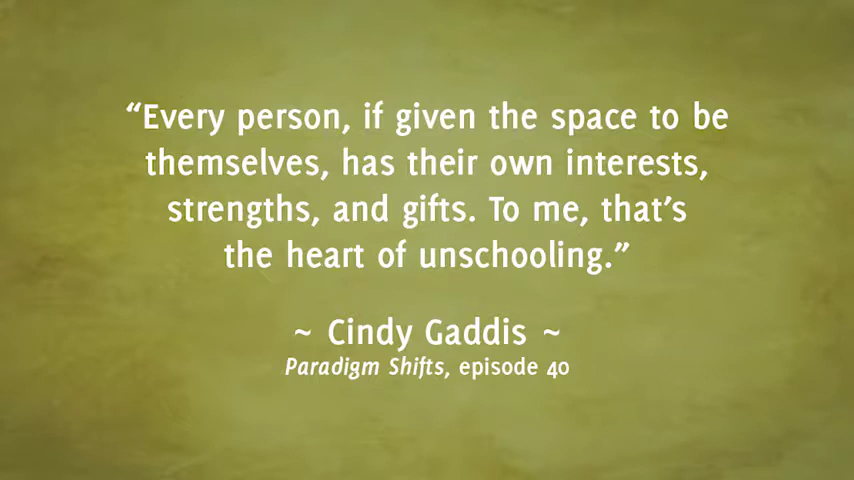 “Every person, if given the space to be
themselves, has their own interests,
strengths, and gifts. To me, that’s
the heart of unschooling.”
~ Cindy Gaddis ~
Paradigm Shifts, episode 40